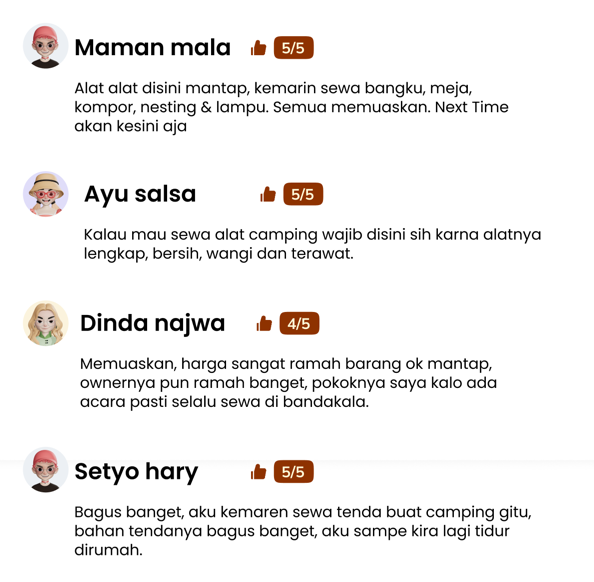 Maman mala 5/5
Alat alat disini mantap, kemarin sewa bangku, meja,
kompor, nesting & lampu. Semua memuaskan. Next Time
akan kesini aja
Ayu salsa 5/5
Kalau mau sewa alat camping wajib disini sih karna alatnya
lengkap, bersih, wangi dan terawat.
Dinda najwa 4/5
Memuaskan, harga sangat ramah barang ok mantap,
ownernya pun ramah banget, pokoknya saya kalo ada
acara pasti selalu sewa di bandakala.
Setyo hary 5/5
Bagus banget, aku kemaren sewa tenda buat camping gitu,
bahan tendanya bagus banget, aku sampe kira lagi tidur
dirumah.